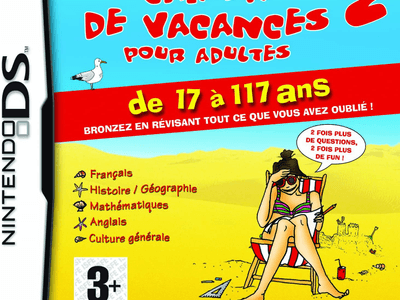 DE VACANCES 2
POUR ADULTES
de 17 à 117 ans
BRONZEZ EN RÉVISANT TOUT CE QUE VOUS AVEZ OUBLIÉ !
2 FOIS PLUS
DE QUESTIONS,
2 FOIS PLUS
DE FUN !
Français
Histoire / Géographie
Mathématiques
Anglais
Culture générale
3+
NINTENDO DS